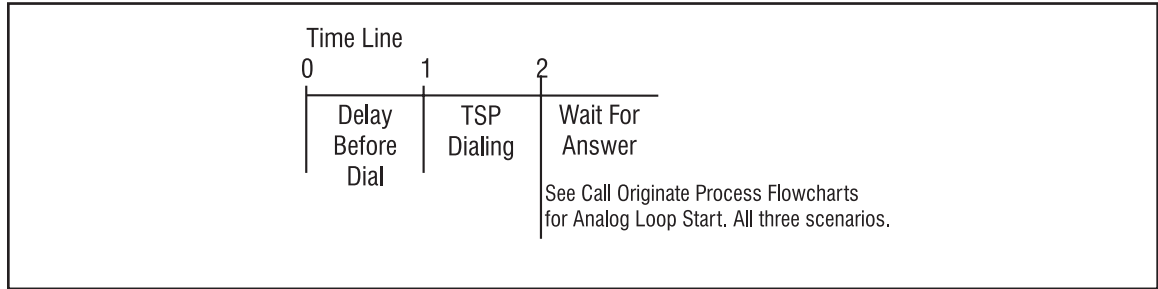 Time Line
0 1 2
Delay
Before
Dial
TSP
Dialing
Wait For
Answer
See Call Originate Process Flowcharts
for Analog Loop Start. All three scenarios.